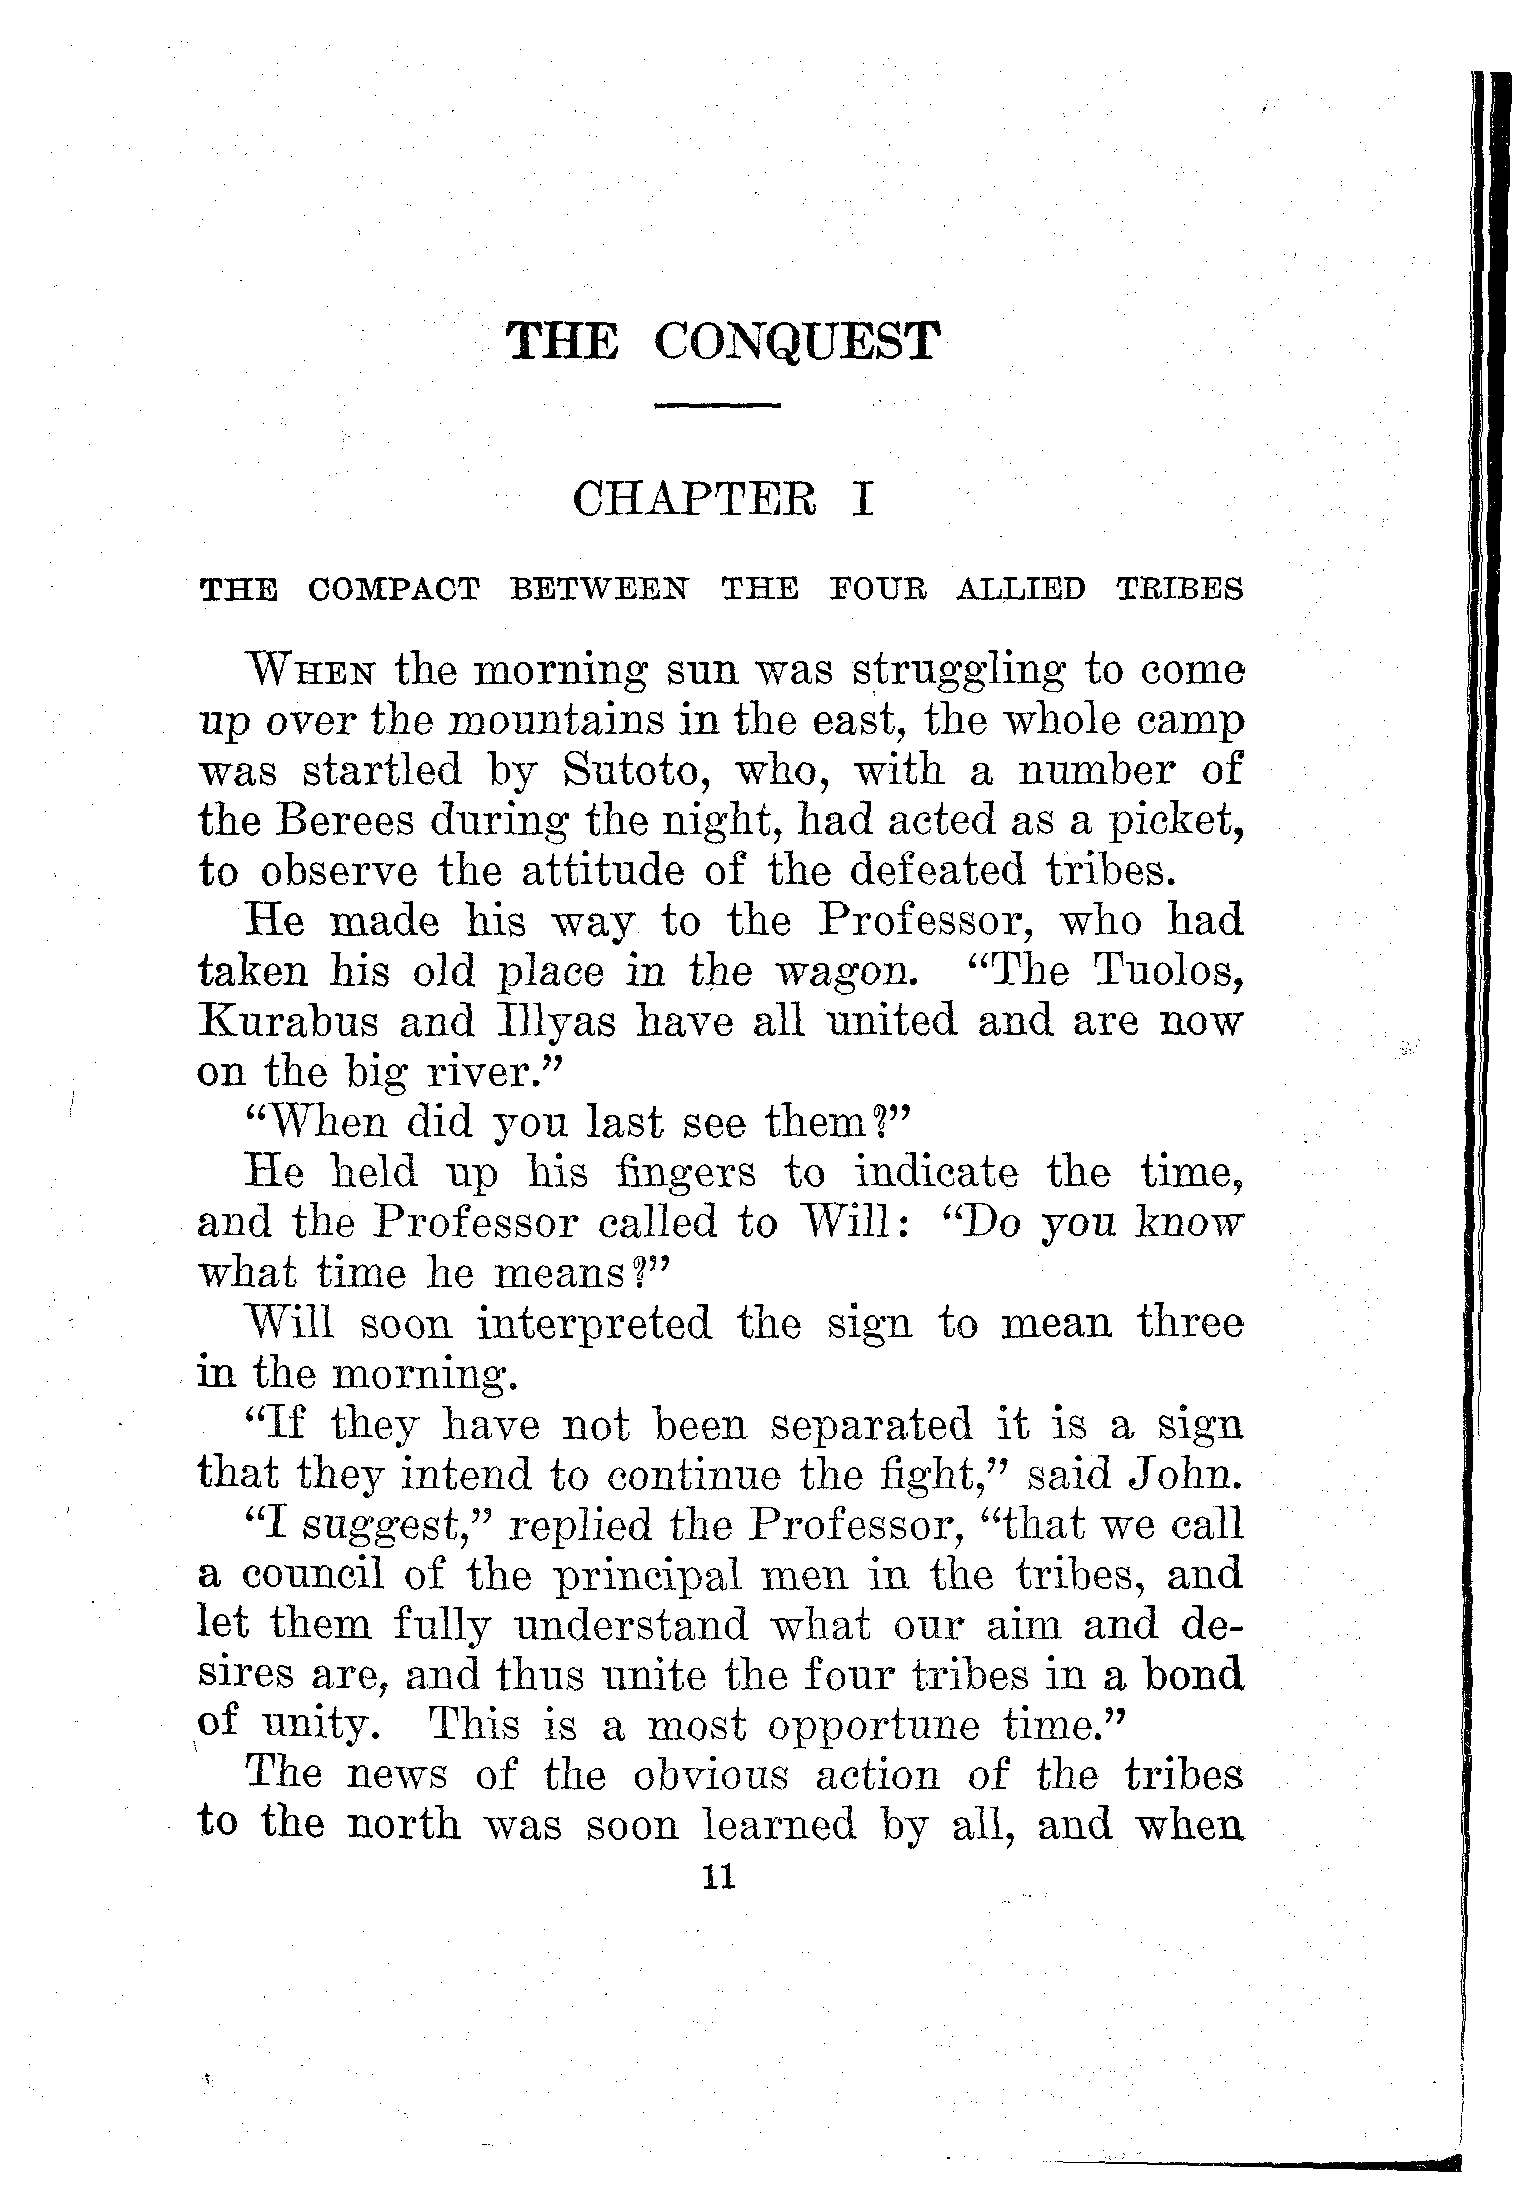 THE CONQUEST
CHAPTER I
THE COMPACT BETWEEN THE FOUR ALLIED TRIBES
WHEN the morning sun was struggling to come
up over the mountains in the east, the whole camp
was startled by Sutoto, who, with a number of
the Berees during the night, had acted as a picket,
to observe the attitude of the defeated tribes.
He made his way to the Professor, who had
taken his old place in the wagon. “The Tuolos,
Kurabus and Illyas have all united and are now
on the big river.”
“When did you last see them?”
He held up his fingers to indicate the time,
and the Professor called to Will: “Do you know
what time he means?”
Will soon interpreted the sign to mean three
in the morning.
“If they have not been separated it is a sign
that they intend to continue the fight,” said John.
“I suggest,” replied the Professor, “that we call
a council of the principal men in the tribes, and
let them fully understand what our aim and de-
sires are, and thus unite the four tribes in a bond
of unity. This is a most opportune time.”
The news of the obvious action of the tribes
to the north was soon learned by all, and when
11